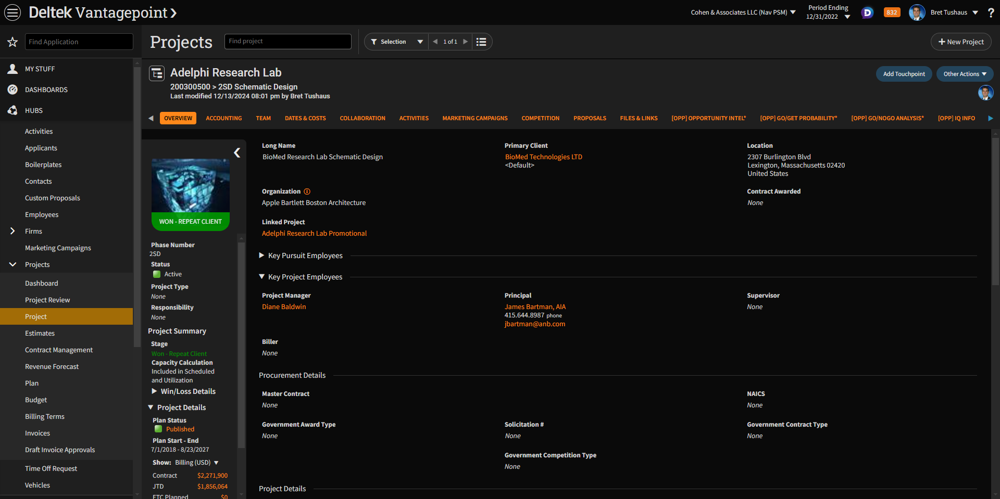 Deltek Vantagepoint
Cohen & Associates LLC (Nav PSM)
Period Ending
12/31/2022
D
832
Bret Tushaus
?
Find Application
Projects
Find project
Selection
1 of 1
+ New Project
MY STUFF
DASHBOARDS
HUBS
Activities
Applicants
Boilerplates
Contacts
Custom Proposals
Employees
Firms
Marketing Campaigns
Projects
Dashboard
Project Review
Project
Estimates
Contract Management
Revenue Forecast
Plan
Budget
Billing Terms
Invoices
Draft Invoice Approvals
Time Off Request
Vehicles
Adelphi Research Lab
200300500 > 2SD Schematic Design
Last modified 12/13/2024 08:01 pm by Bret Tushaus
Add Touchpoint
Other Actions
OVERVIEW
ACCOUNTING
TEAM
DATES & COSTS
COLLABORATION
ACTIVITIES
MARKETING CAMPAIGNS
COMPETITION
PROPOSALS
FILES & LINKS
[OPP] OPPORTUNITY INTEL*
[OPP] GO/GET PROBABILITY*
[OPP] GO/NOGO ANALYSIS*
[OPP] IQ INFO
WON - REPEAT CLIENT
Phase Number
2SD
Status
Active
Project Type
None
Responsibility
None
Project Summary
Stage
Won - Repeat Client
Capacity Calculation
Included in Scheduled
and Utilization
Win/Loss Details
Project Details
Plan Status
Published
Plan Start - End
7/1/2018 - 8/23/2027
Show: Billing (USD)
Contract $2,271,900
JTD $1,856,064
ETC Planned $0
Long Name
BioMed Research Lab Schematic Design
Primary Client
BioMed Technologies LTD
<Default>
Location
2307 Burlington Blvd
Lexington, Massachusetts 02420
United States
Organization
Apple Bartlett Boston Architecture
Contract Awarded
None
Linked Project
Adelphi Research Lab Promotional
Key Pursuit Employees
Key Project Employees
Project Manager
Diane Baldwin
Principal
James Bartman, AIA
415.644.8987 phone
jbartman@anb.com
Supervisor
None
Biller
None
Procurement Details
Master Contract
None
NAICS
None
Government Award Type
None
Solicitation #
None
Government Contract Type
None
Government Competition Type
None
Project Details